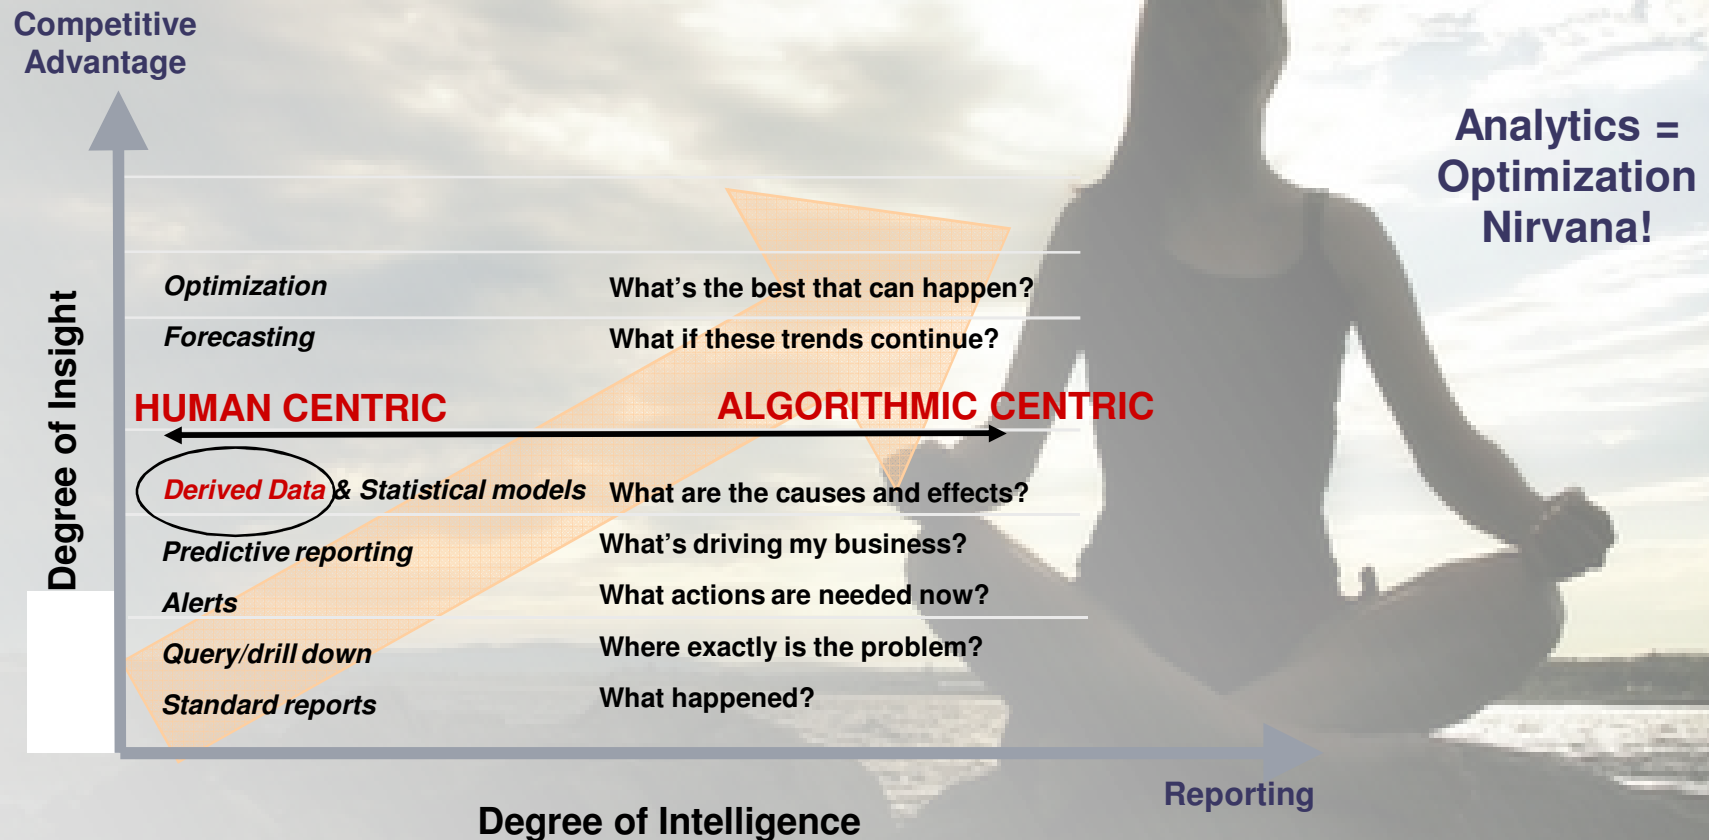 Competitive
Advantage
Analytics =
Optimization
Nirvana!
Degree of Insight
Optimization
What's the best that can happen?
Forecasting
What if these trends continue?
HUMAN CENTRIC
ALGORITHMIC CENTRIC
Derived Data & Statistical models
What are the causes and effects?
Predictive reporting
What's driving my business?
Alerts
What actions are needed now?
Query/drill down
Where exactly is the problem?
Standard reports
What happened?
Reporting
Degree of Intelligence